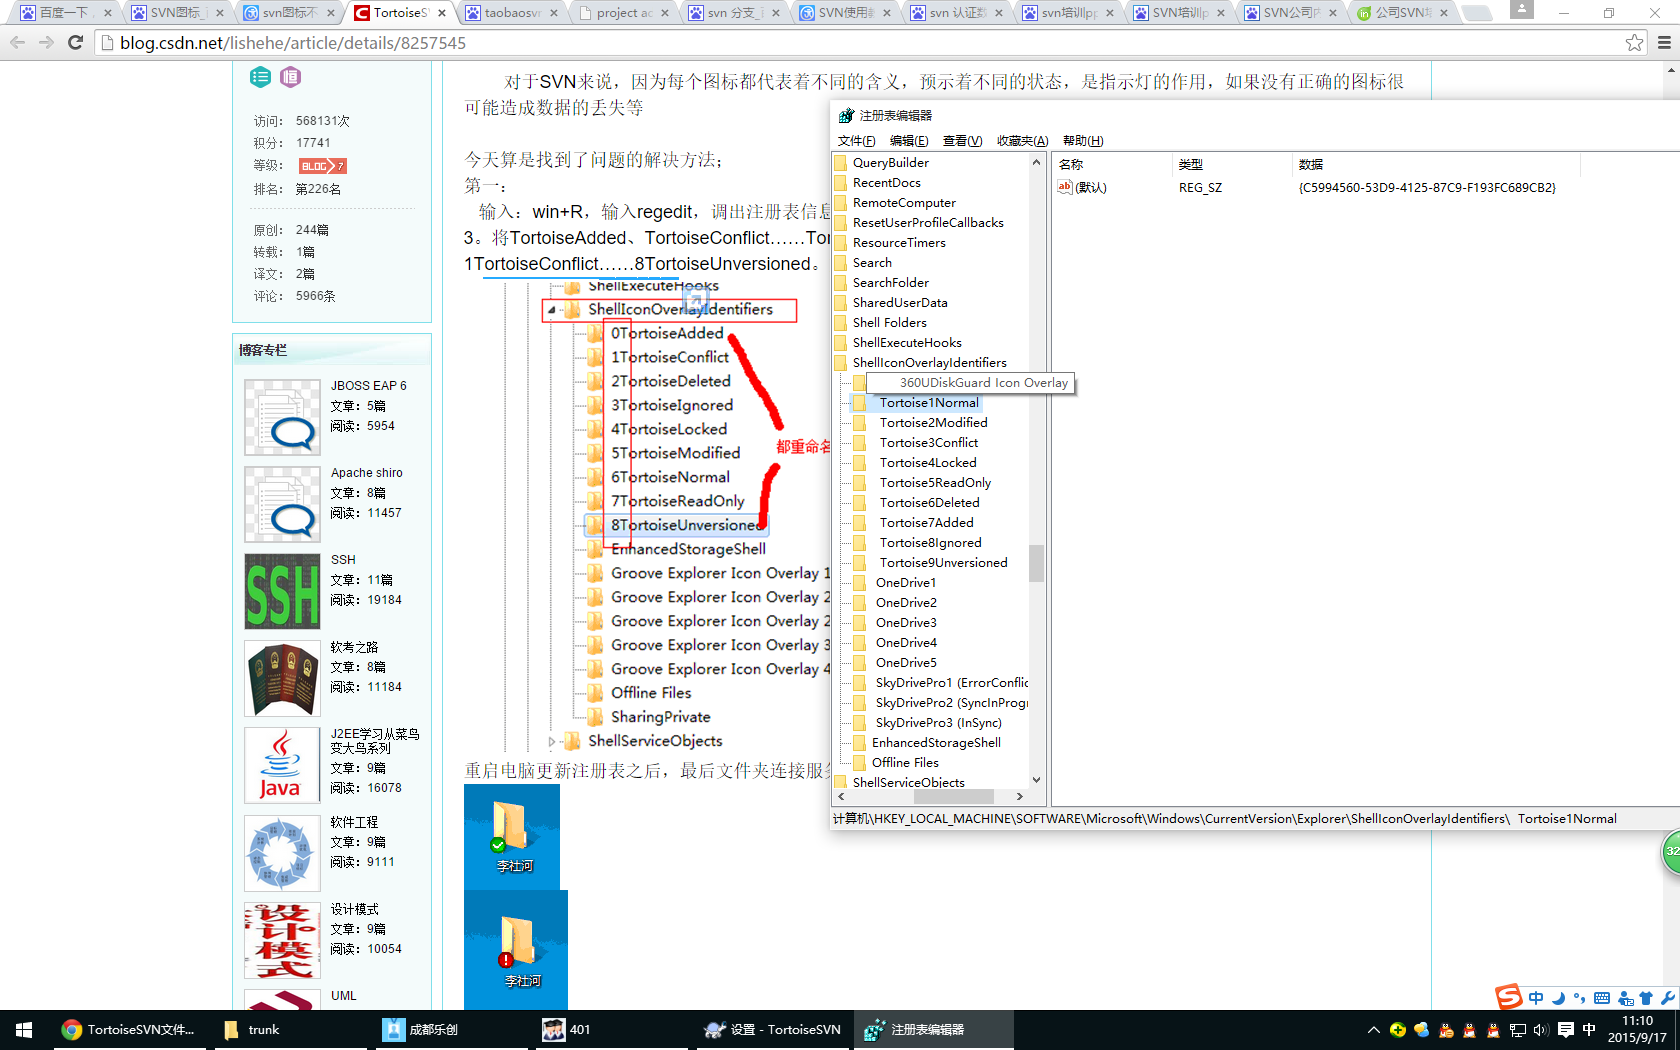 百度一下，
SVN图标_
svn图标不
TortoiseS
taobaosvn
project ac
svn 分支_
SVN使用教
svn 认证数
svn培训pp
SVN培训p
SVN公司内
公司SVN培
blog.csdn.net/lishehe/article/details/8257545
访问： 568131次
积分： 17741
等级： BLOG 7
排名： 第226名
原创： 244篇
转载： 1篇
译文： 2篇
评论： 5966条
博客专栏
JBOSS EAP 6
文章：5篇
阅读：5954
Apache shiro
文章：8篇
阅读：11457
SSH
SSH
文章：11篇
阅读：19184
软考之路
文章：8篇
阅读：11184
Java
J2EE学习从菜鸟
变大鸟系列
文章：9篇
阅读：16078
软件工程
文章：9篇
阅读：9111
设计模式
设计模式
文章：9篇
阅读：10054
UML
对于SVN来说，因为每个图标都代表着不同的含义，预示着不同的状态，是指示灯的作用，如果没有正确的图标很
可能造成数据的丢失等
今天算是找到了问题的解决方法；
第一：
输入：win+R，输入regedit，调出注册表信息
3。将TortoiseAdded、TortoiseConflict……Tor
1TortoiseConflict……8TortoiseUnversioned。
ShellExecuteHooks
ShellIconOverlayIdentifiers
0TortoiseAdded
1TortoiseConflict
2TortoiseDeleted
3TortoiseIgnored
4TortoiseLocked
5TortoiseModified
6TortoiseNormal
7TortoiseReadOnly
8TortoiseUnversioned
都重命名
EnhancedStorageShell
Groove Explorer Icon Overlay 1
Groove Explorer Icon Overlay 2
Groove Explorer Icon Overlay 2
Groove Explorer Icon Overlay 3
Groove Explorer Icon Overlay 4
Offline Files
SharingPrivate
ShellServiceObjects
重启电脑更新注册表之后，最后文件夹连接服务
李社河
李社河
注册表编辑器
文件(F) 编辑(E) 查看(V) 收藏夹(A) 帮助(H)
QueryBuilder
RecentDocs
RemoteComputer
ResetUserProfileCallbacks
ResourceTimers
Search
SearchFolder
SharedUserData
Shell Folders
ShellExecuteHooks
ShellIconOverlayIdentifiers
360UDiskGuard Icon Overlay
Tortoise1Normal
Tortoise2Modified
Tortoise3Conflict
Tortoise4Locked
Tortoise5ReadOnly
Tortoise6Deleted
Tortoise7Added
Tortoise8Ignored
Tortoise9Unversioned
OneDrive1
OneDrive2
OneDrive3
OneDrive4
OneDrive5
SkyDrivePro1 (ErrorConflic
SkyDrivePro2 (SyncInProgr
SkyDrivePro3 (InSync)
EnhancedStorageShell
Offline Files
ShellServiceObjects
名称 类型 数据
ab (默认) REG_SZ {C5994560-53D9-4125-87C9-F193FC689CB2}
计算机\HKEY_LOCAL_MACHINE\SOFTWARE\Microsoft\Windows\CurrentVersion\Explorer\ShellIconOverlayIdentifiers\ Tortoise1Normal
32
S 中
TortoiseSVN文件...
trunk
成都乐创
401
设置 - TortoiseSVN
注册表编辑器
中
11:10
2015/9/17